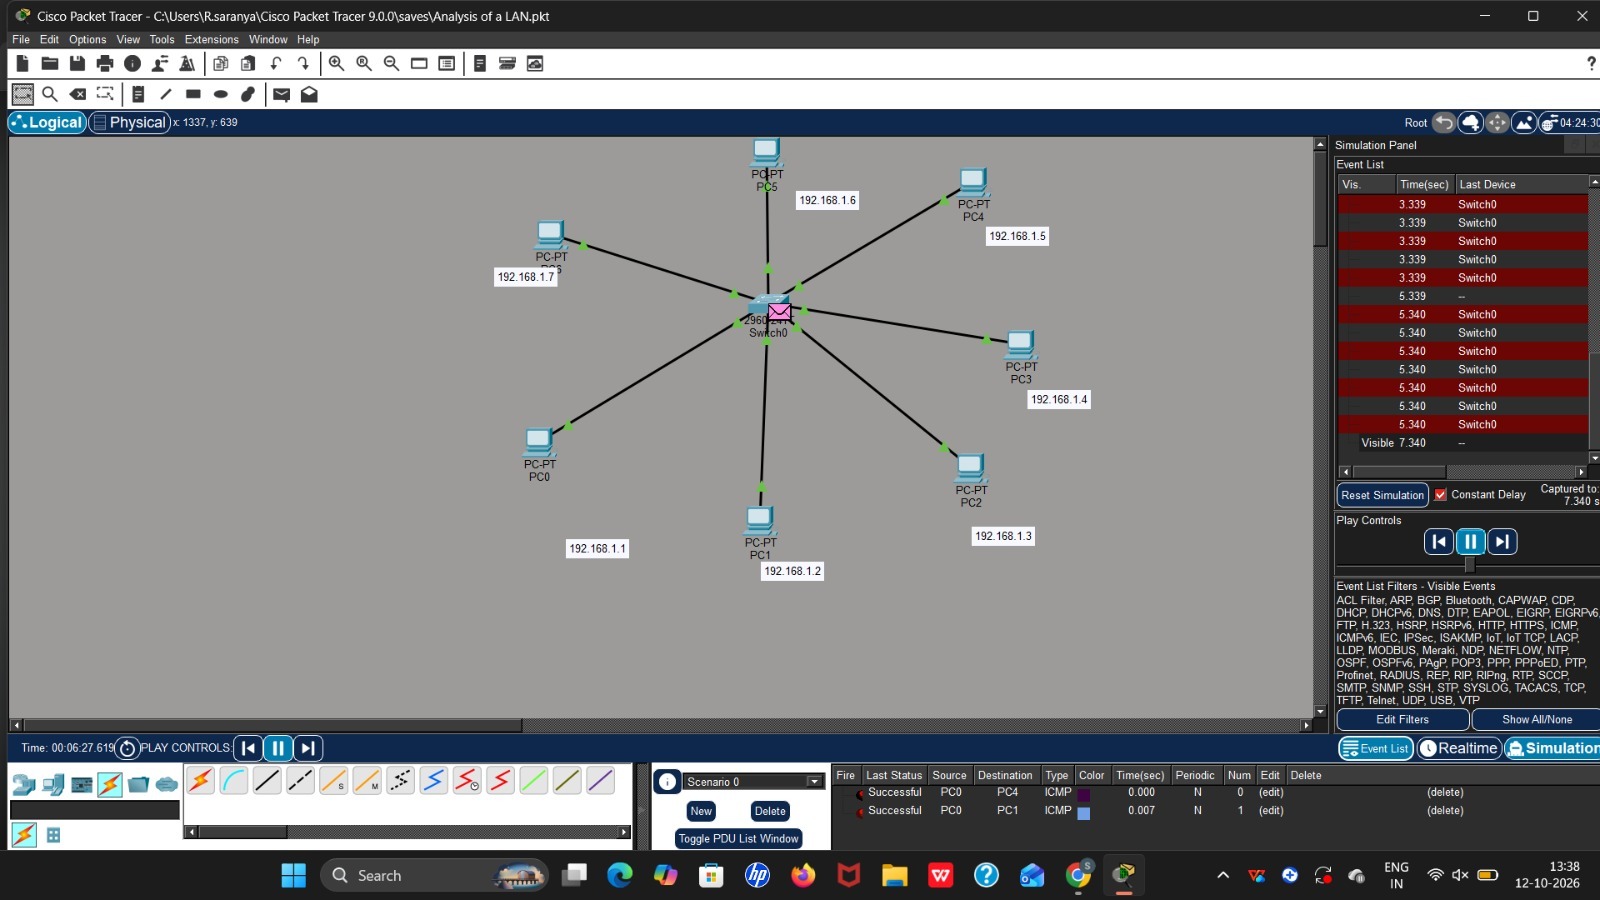 Cisco Packet Tracer - C:\Users\R.saranya\Cisco Packet Tracer 9.0.0\saves\Analysis of a LAN.pkt
File Edit Options View Tools Extensions Window Help
Logical Physical x: 1337, y: 639
Root 04:24:30
PC-PT
PC5
192.168.1.6
PC-PT
PC4
192.168.1.5
PC-PT
192.168.1.7
Switch0
PC-PT
PC3
192.168.1.4
PC-PT
PC0
PC-PT
PC2
192.168.1.3
192.168.1.1
PC-PT
PC1
192.168.1.2
Simulation Panel
Event List
Vis. Time(sec) Last Device
3.339 Switch0
3.339 Switch0
3.339 Switch0
3.339 Switch0
3.339 Switch0
5.339 --
5.340 Switch0
5.340 Switch0
5.340 Switch0
5.340 Switch0
5.340 Switch0
5.340 Switch0
5.340 Switch0
Visible 7.340 --
Reset Simulation Constant Delay Captured to:
7.340 s
Play Controls
Event List Filters - Visible Events
ACL Filter, ARP, BGP, Bluetooth, CAPWAP, CDP,
DHCP, DHCPv6, DNS, DTP, EAPOL, EIGRP, EIGRPv6,
FTP, H.323, HSRP, HSRPv6, HTTP, HTTPS, ICMP,
ICMPv6, IEC, IPSec, ISAKMP, IoT, IoT TCP, LACP,
LLDP, MODBUS, Meraki, NDP, NETFLOW, NTP,
OSPF, OSPFv6, PAgP, POP3, PPP, PPPoED, PTP,
Profinet, RADIUS, REP, RIP, RIPng, RTP, SCCP,
SMTP, SNMP, SSH, STP, SYSLOG, TACACS, TCP,
TFTP, Telnet, UDP, USB, VTP
Edit Filters Show All/None
Time: 00:06:27.619 PLAY CONTROLS:
Event List Realtime Simulation
Scenario 0
New Delete
Toggle PDU List Window
Fire Last Status Source Destination Type Color Time(sec) Periodic Num Edit Delete
Successful PC0 PC4 ICMP 0.000 N 0 (edit) (delete)
Successful PC0 PC1 ICMP 0.007 N 1 (edit) (delete)
Search
ENG
IN
13:38
12-10-2026